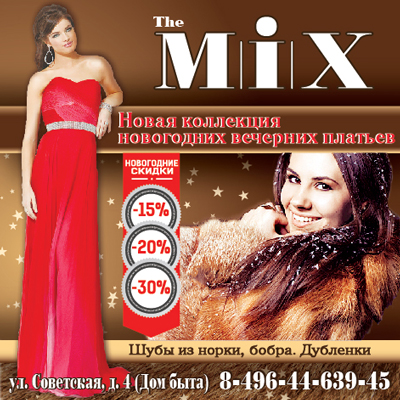 The
M|i|X
Новая коллекция
новогодних вечерних платьев
НОВОГОДНИЕ
СКИДКИ
-15%
-20%
-30%
Шубы из норки, бобра. Дубленки
ул. Советская, д. 4 (Дом быта) 8-496-44-639-45